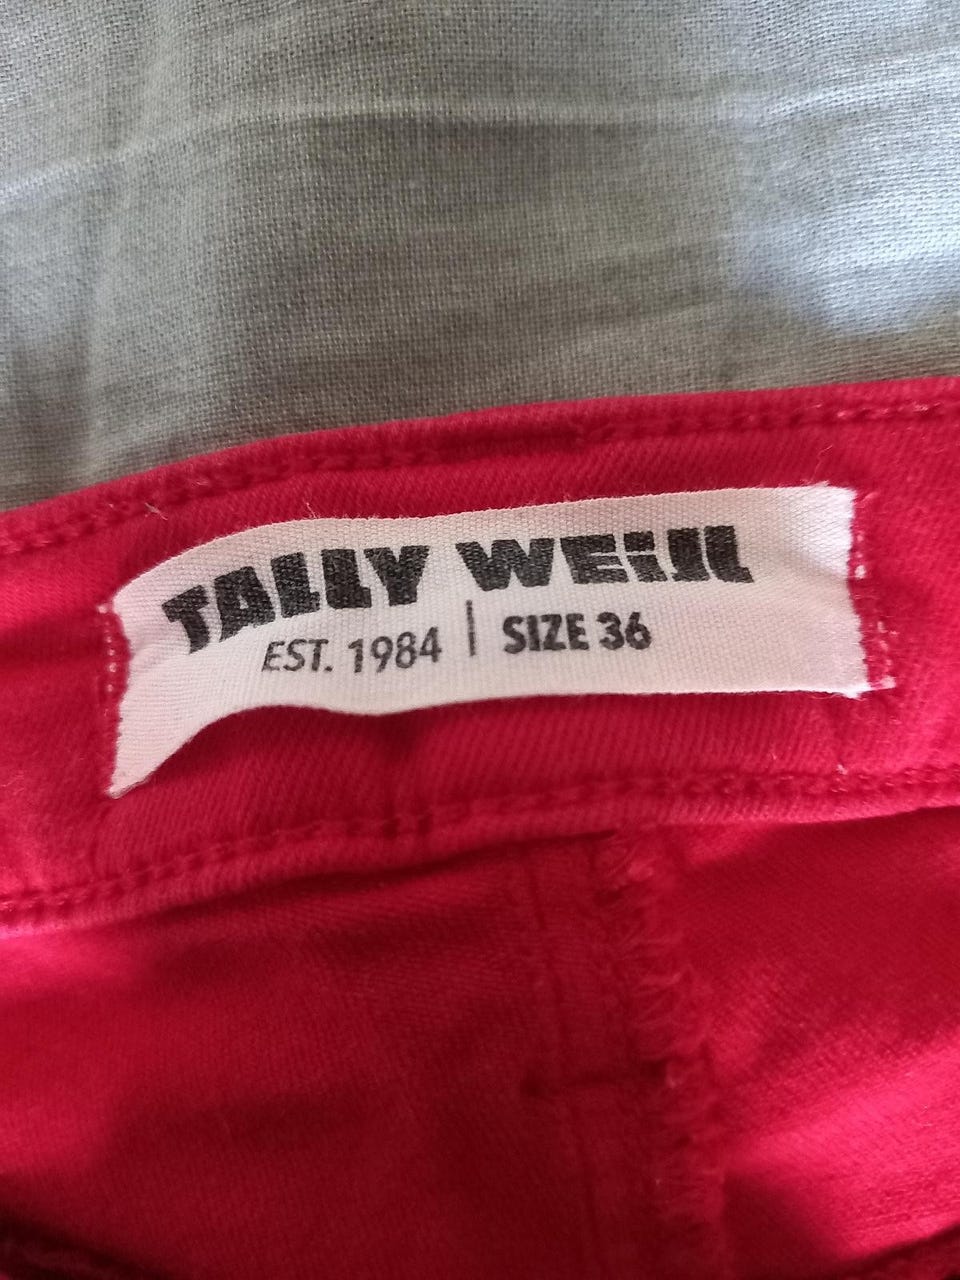 TALLY WEiJL
EST. 1984 | SIZE 36